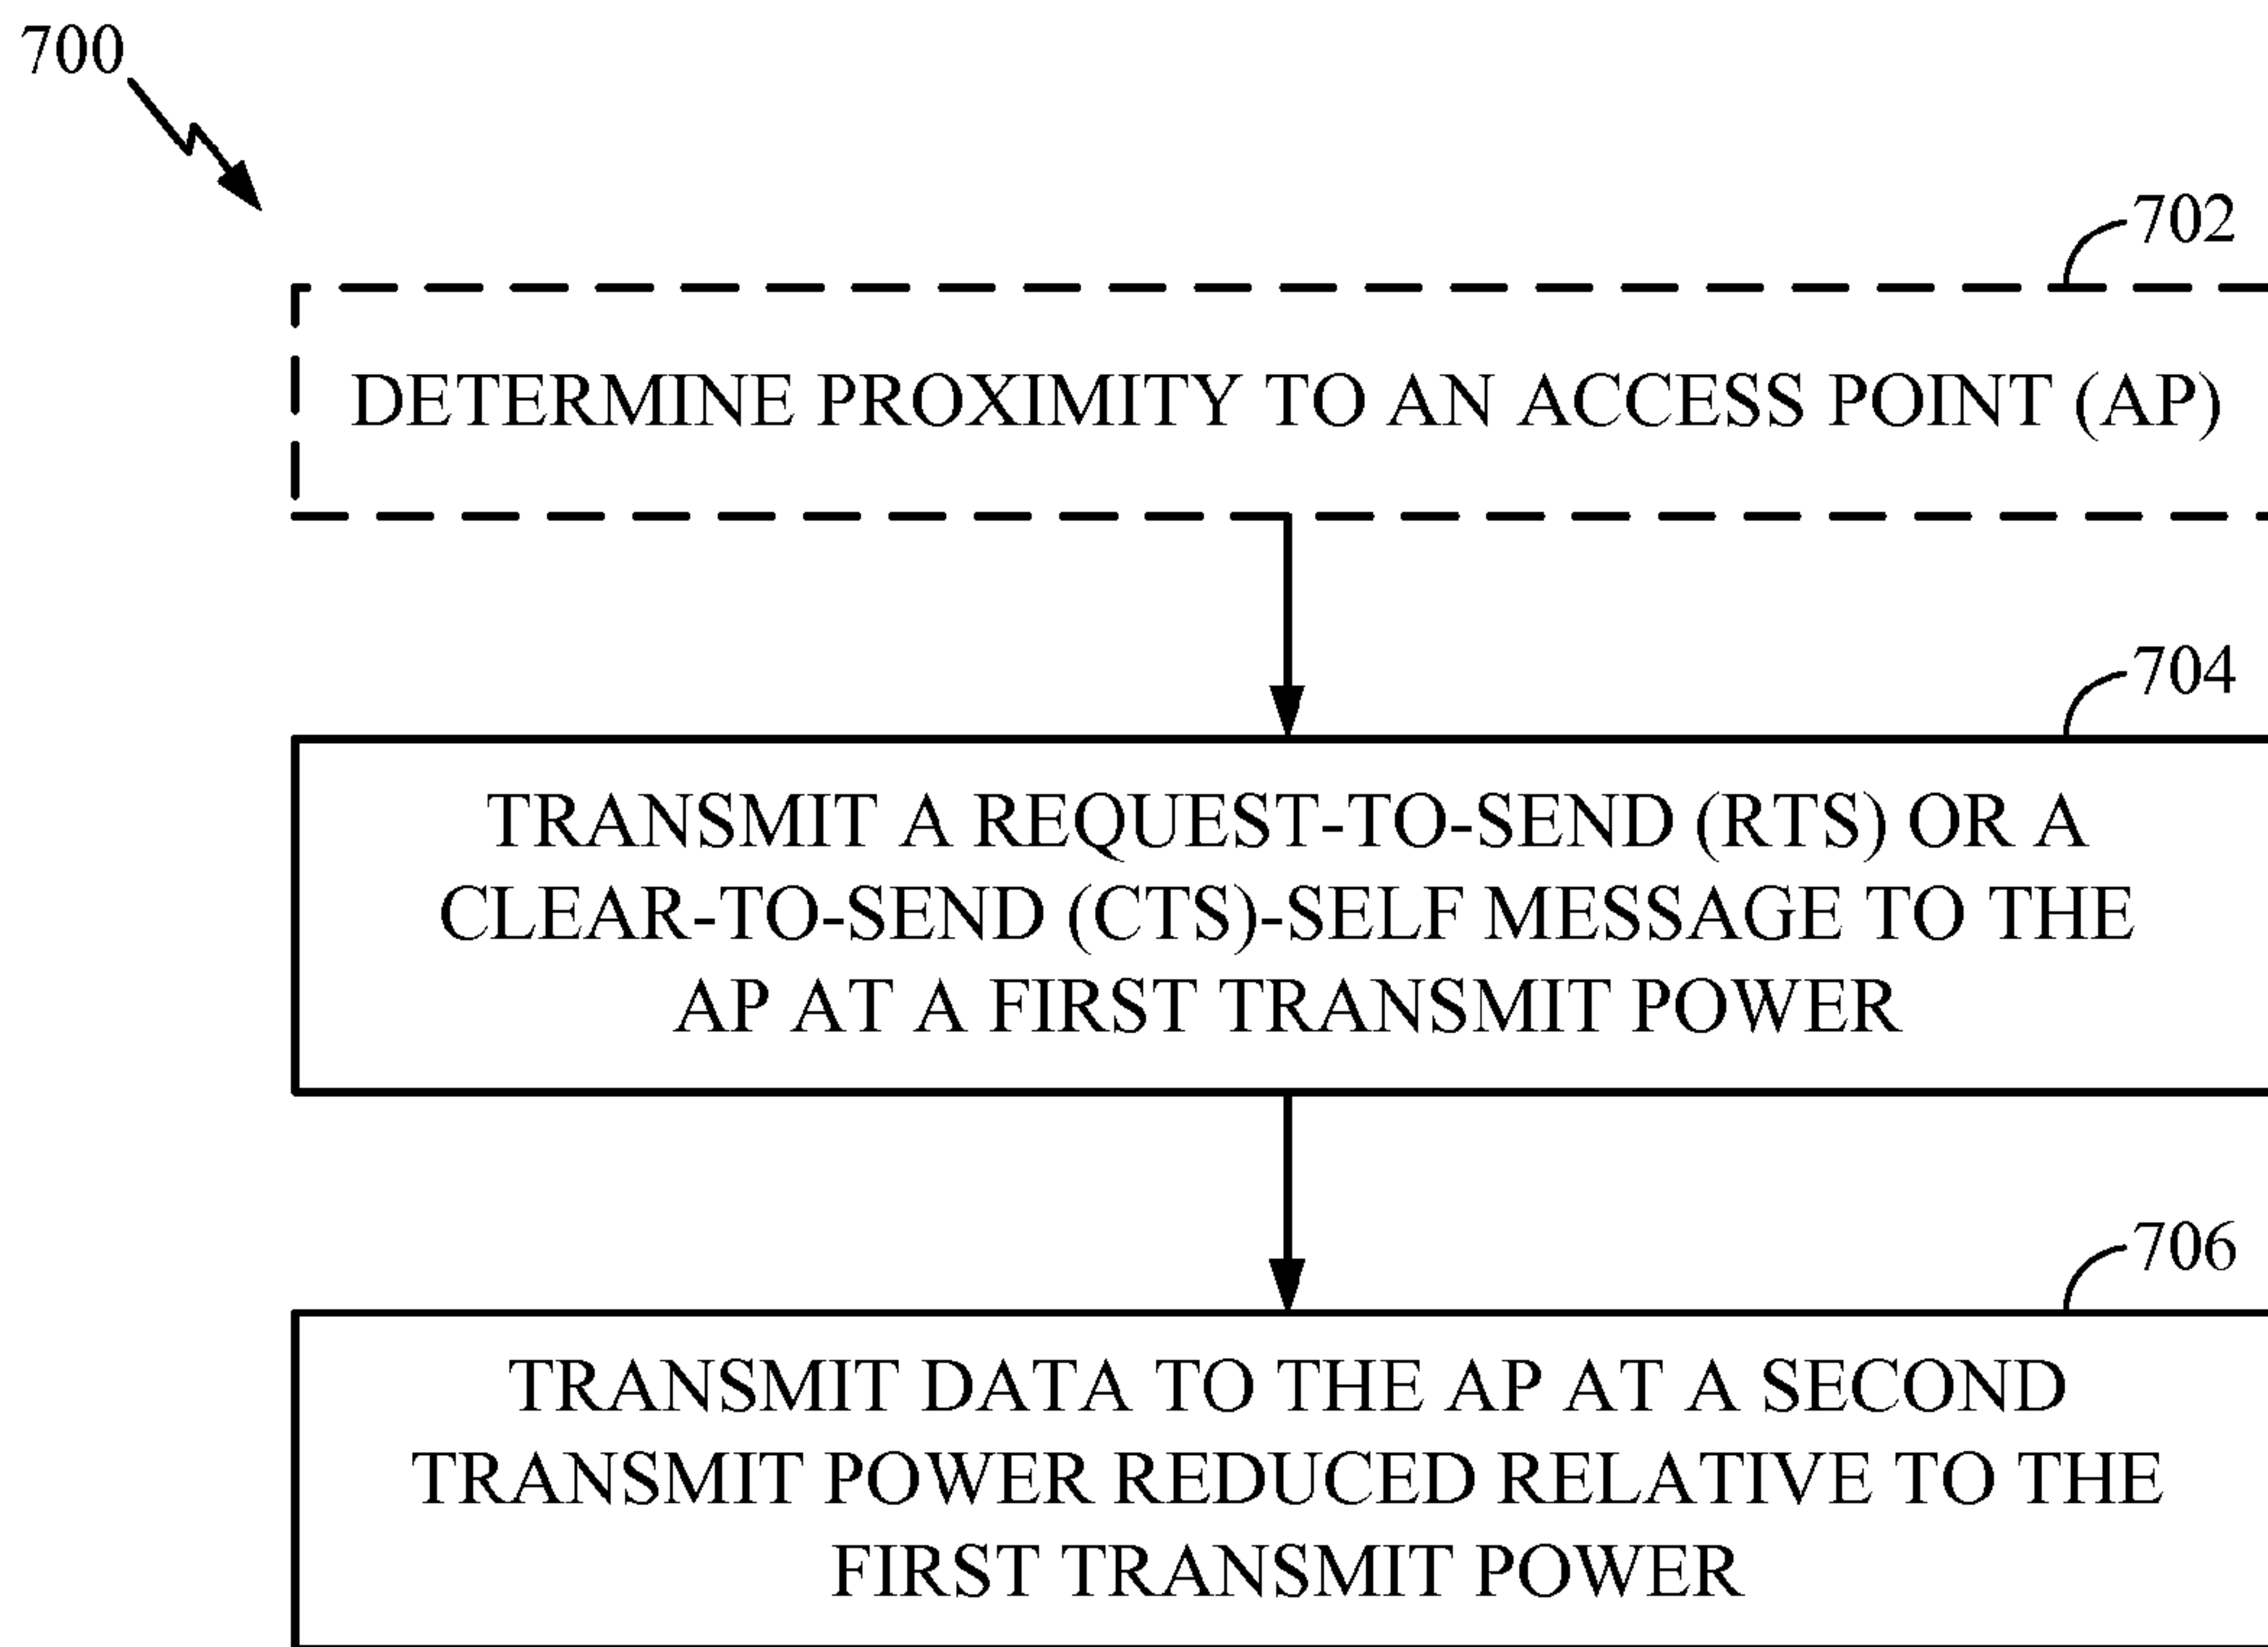 700
702
DETERMINE PROXIMITY TO AN ACCESS POINT (AP)
704
TRANSMIT A REQUEST-TO-SEND (RTS) OR A
CLEAR-TO-SEND (CTS)-SELF MESSAGE TO THE
AP AT A FIRST TRANSMIT POWER
706
TRANSMIT DATA TO THE AP AT A SECOND
TRANSMIT POWER REDUCED RELATIVE TO THE
FIRST TRANSMIT POWER